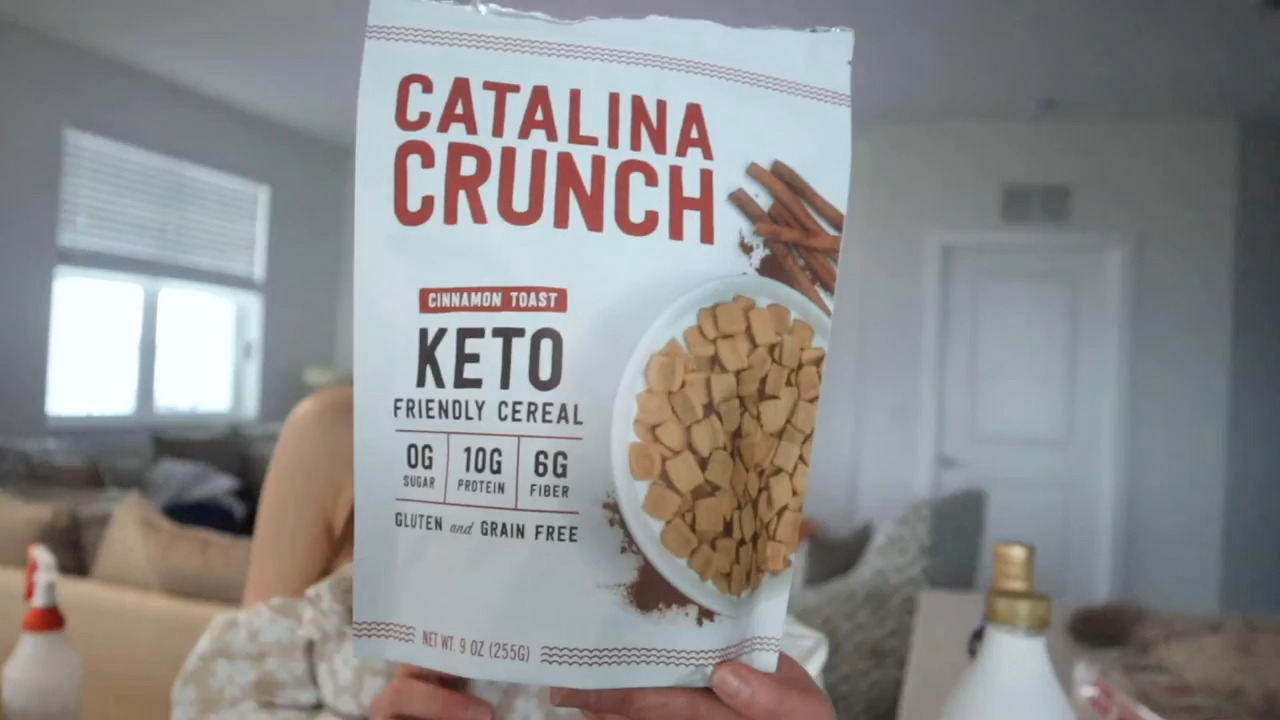 CATALINA
CRUNCH
CINNAMON TOAST
KETO
FRIENDLY CEREAL
0G 10G 6G
SUGAR PROTEIN FIBER
GLUTEN and GRAIN FREE
NET WT. 9 OZ (255G)